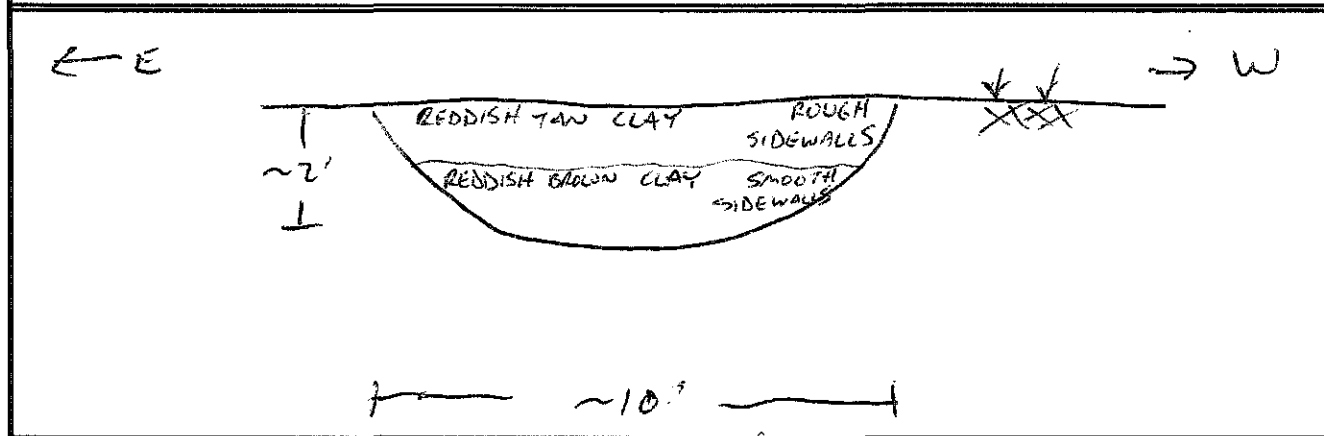 ← E
→ W
REDDISH TAN CLAY
ROUGH
SIDEWALLS
~2'
REDDISH BROWN CLAY
SMOOTH
SIDEWALLS
~10'